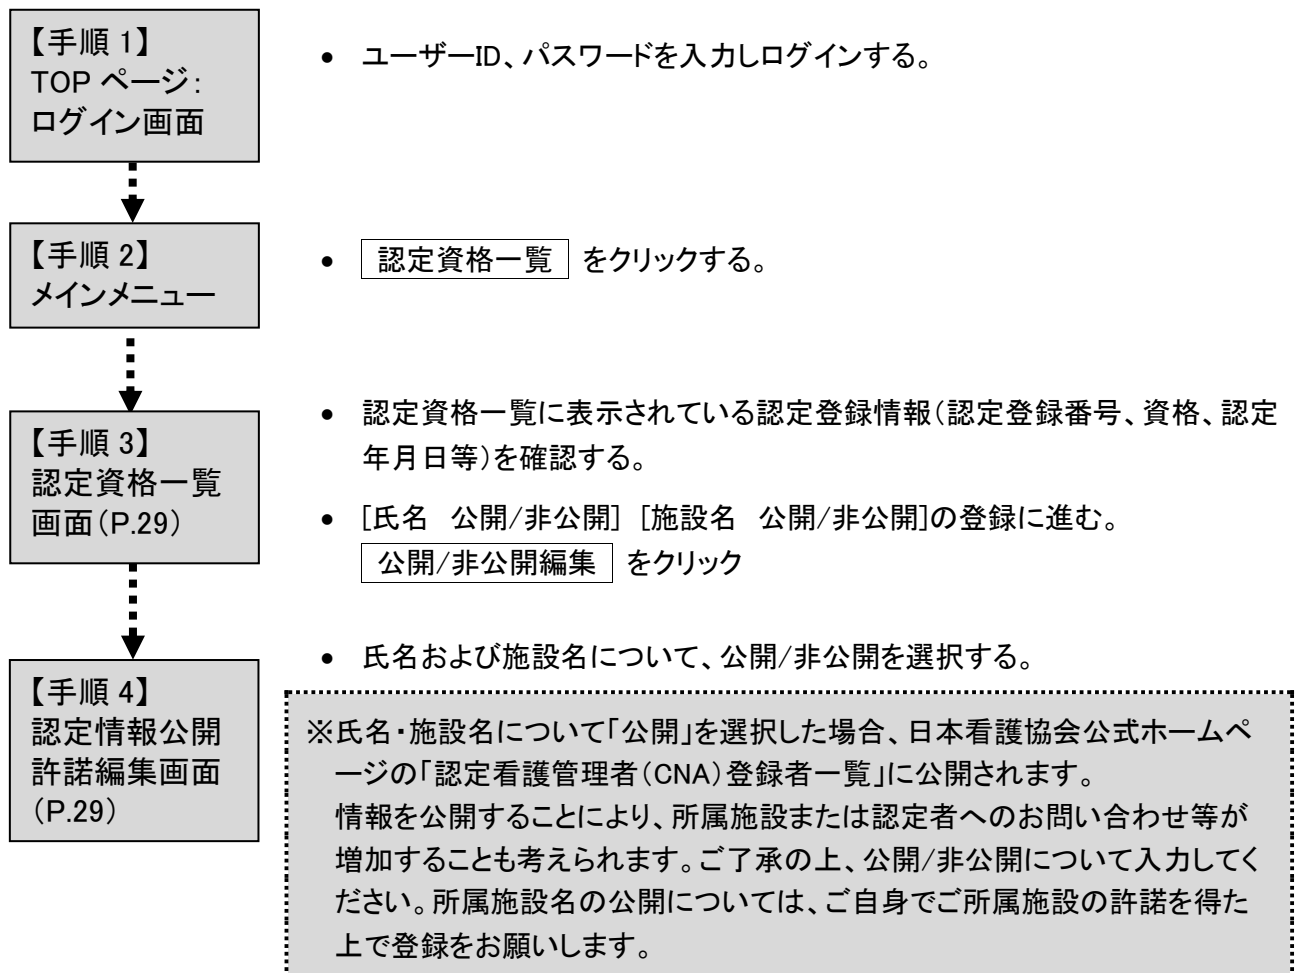 【手順 1】
TOP ページ:
ログイン画面
• ユーザーID、パスワードを入力しログインする。
【手順 2】
メインメニュー
• 認定資格一覧 をクリックする。
【手順 3】
認定資格一覧
画面(P.29)
• 認定資格一覧に表示されている認定登録情報(認定登録番号、資格、認定
年月日等)を確認する。
• [氏名 公開/非公開] [施設名 公開/非公開]の登録に進む。
公開/非公開編集 をクリック
【手順 4】
認定情報公開
許諾編集画面
(P.29)
• 氏名および施設名について、公開/非公開を選択する。
※氏名・施設名について「公開」を選択した場合、日本看護協会公式ホームペ
ージの「認定看護管理者(CNA)登録者一覧」に公開されます。
情報を公開することにより、所属施設または認定者へのお問い合わせ等が
増加することも考えられます。ご了承の上、公開/非公開について入力してく
ださい。所属施設名の公開については、ご自身でご所属施設の許諾を得た
上で登録をお願いします。